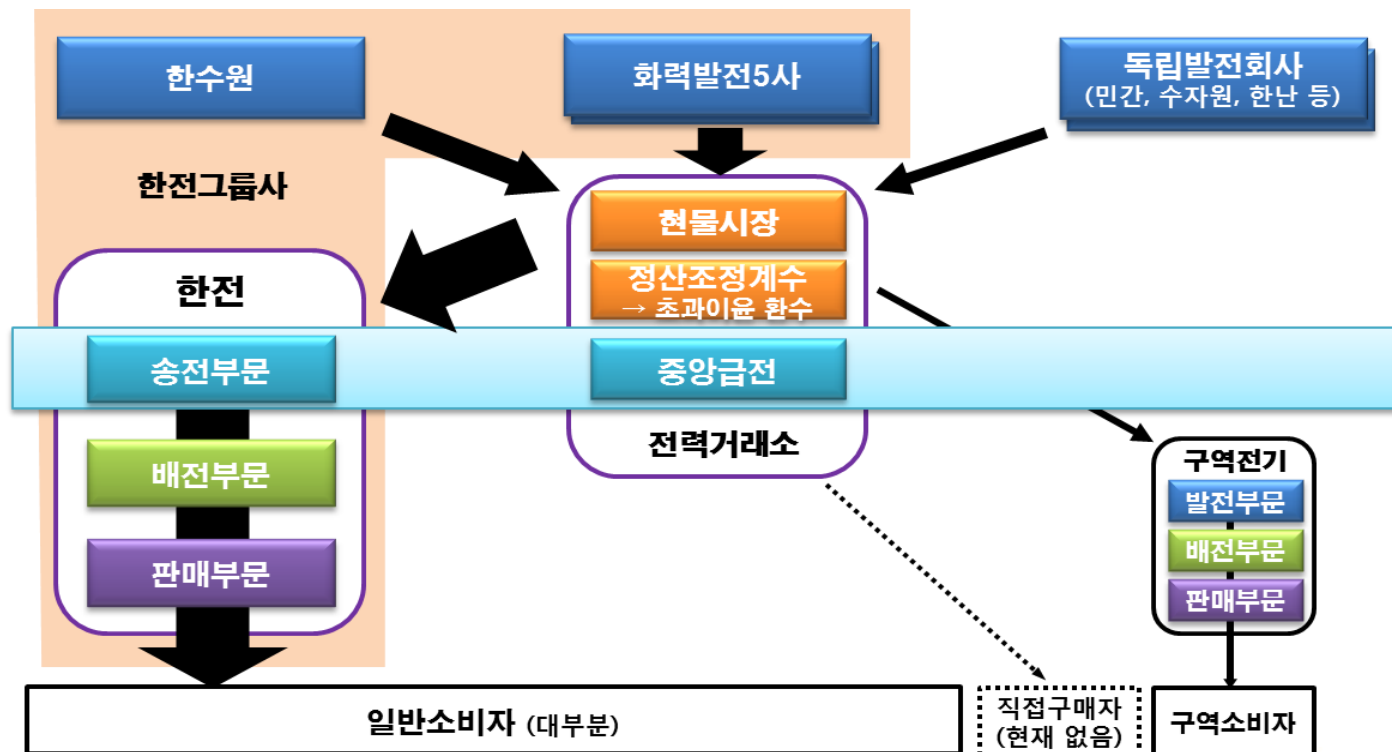 한수원
화력발전5사
독립발전회사
(민간, 수자원, 한난 등)
한전그룹사
현물시장
정산조정계수
→ 초과이윤 환수
한전
송전부문
중앙급전
배전부문
전력거래소
판매부문
구역전기
발전부문
배전부문
판매부문
일반소비자 (대부분)
직접구매자
(현재 없음)
구역소비자